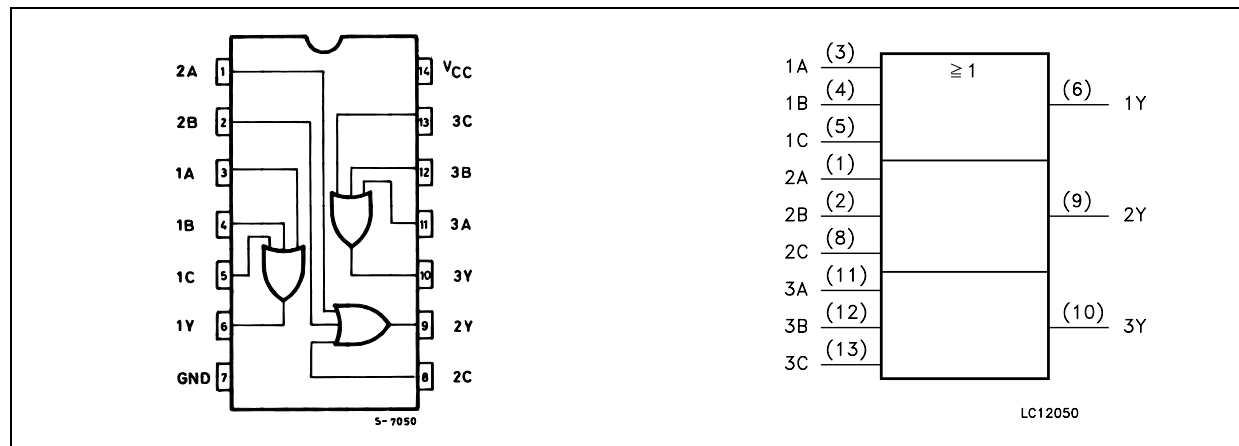 2A 1
14 VCC
2B 2
13 3C
1A 3
12 3B
1B 4
11 3A
1C 5
10 3Y
1Y 6
9 2Y
GND 7
8 2C
S-7050
≧1
1A (3)
1B (4)
(6) 1Y
1C (5)
2A (1)
2B (2)
(9) 2Y
2C (8)
3A (11)
3B (12)
(10) 3Y
3C (13)
LC12050